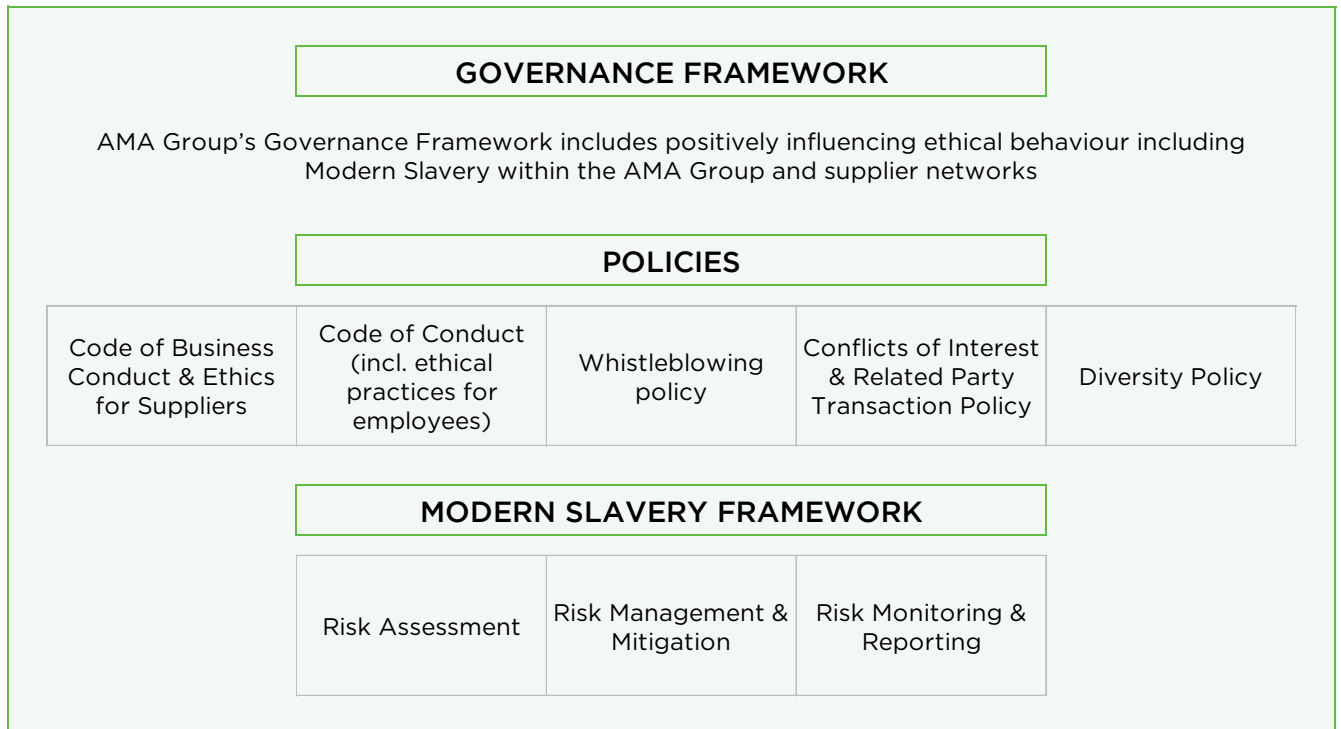 GOVERNANCE FRAMEWORK
AMA Group’s Governance Framework includes positively influencing ethical behaviour including
Modern Slavery within the AMA Group and supplier networks
POLICIES
Code of Business
Conduct & Ethics
for Suppliers
Code of Conduct
(incl. ethical
practices for
employees)
Whistleblowing
policy
Conflicts of Interest
& Related Party
Transaction Policy
Diversity Policy
MODERN SLAVERY FRAMEWORK
Risk Assessment
Risk Management &
Mitigation
Risk Monitoring &
Reporting